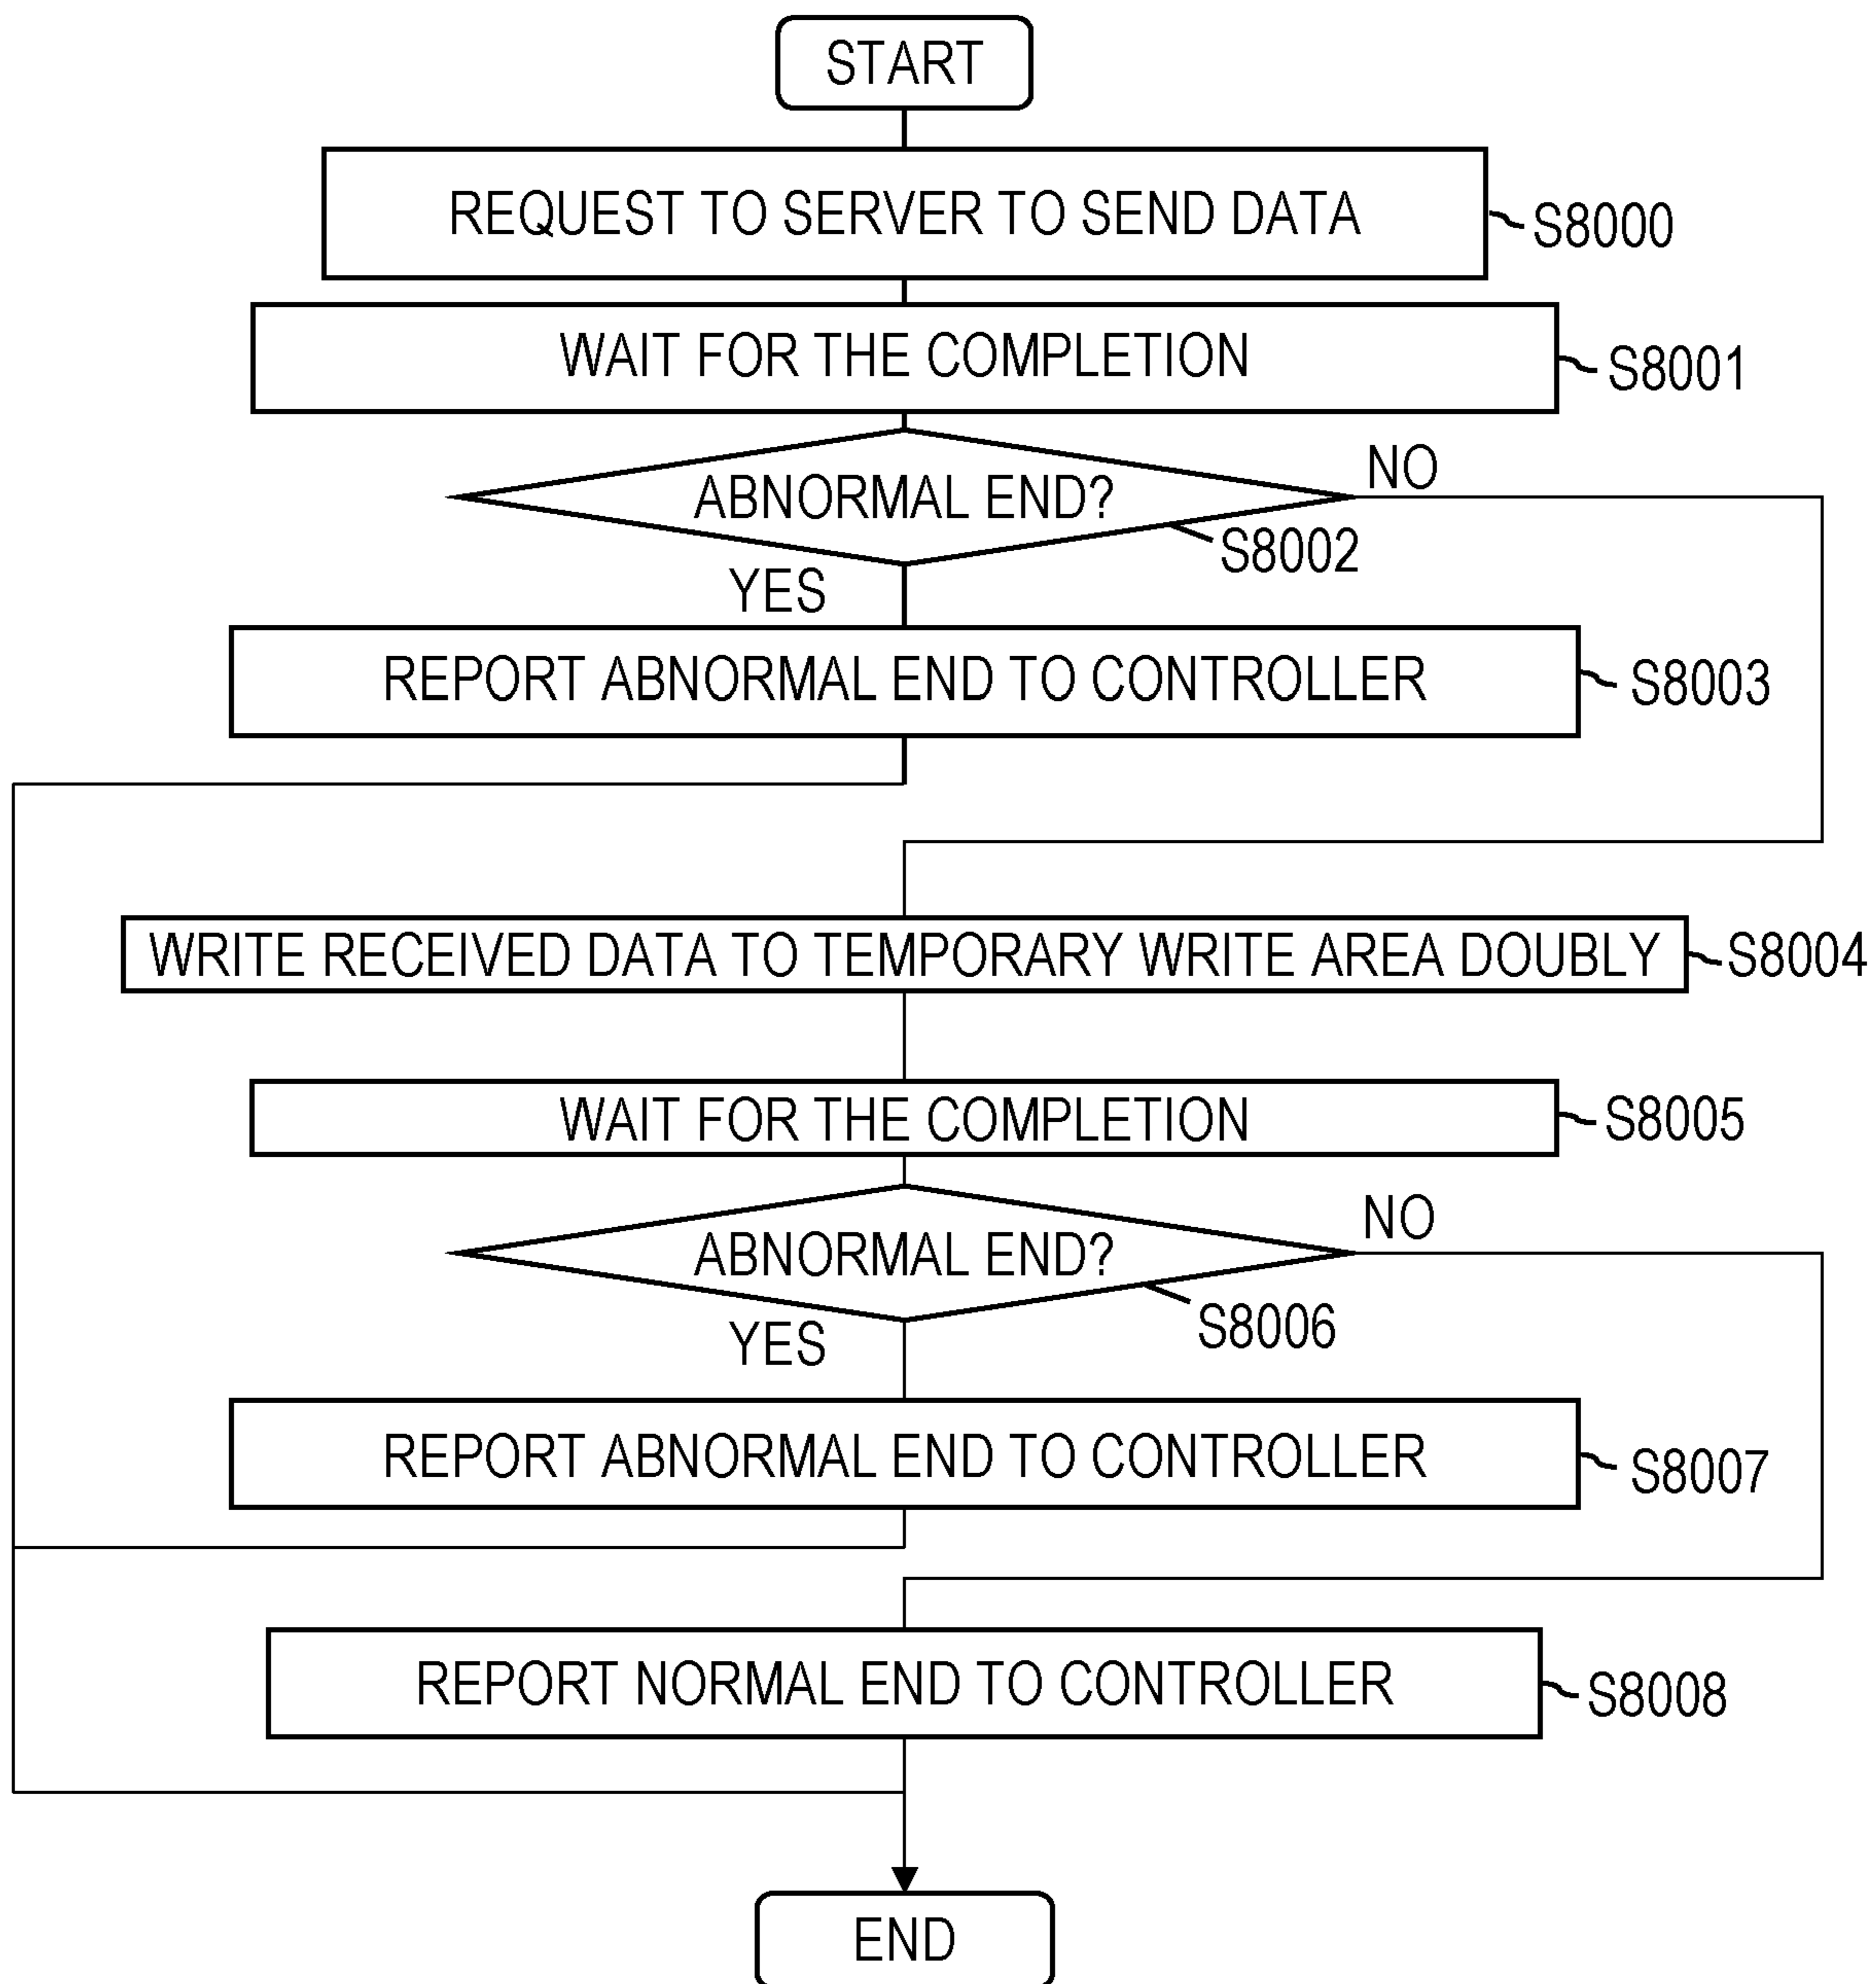 START
REQUEST TO SERVER TO SEND DATA
S8000
WAIT FOR THE COMPLETION
S8001
ABNORMAL END?
NO
S8002
YES
REPORT ABNORMAL END TO CONTROLLER
S8003
WRITE RECEIVED DATA TO TEMPORARY WRITE AREA DOUBLY
S8004
WAIT FOR THE COMPLETION
S8005
ABNORMAL END?
NO
S8006
YES
REPORT ABNORMAL END TO CONTROLLER
S8007
REPORT NORMAL END TO CONTROLLER
S8008
END